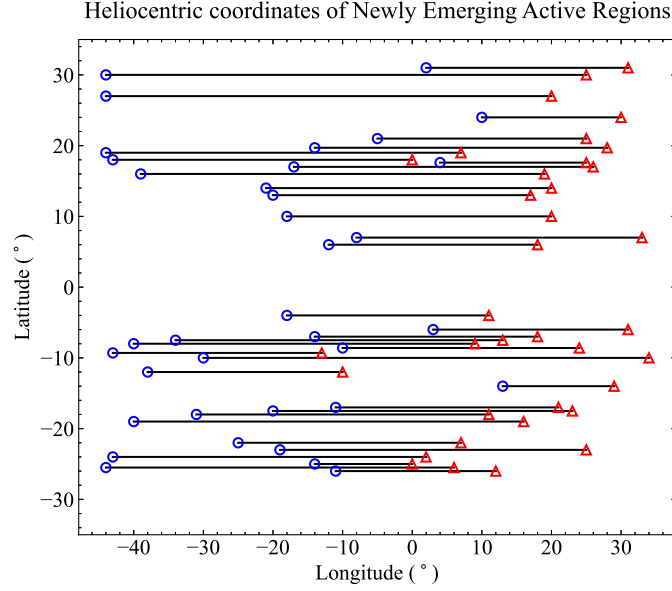 Heliocentric coordinates of Newly Emerging Active Regions
30
20
10
0
−10
−20
−30
Latitude ( ° )
−40 −30 −20 −10 0 10 20 30
Longitude ( ° )